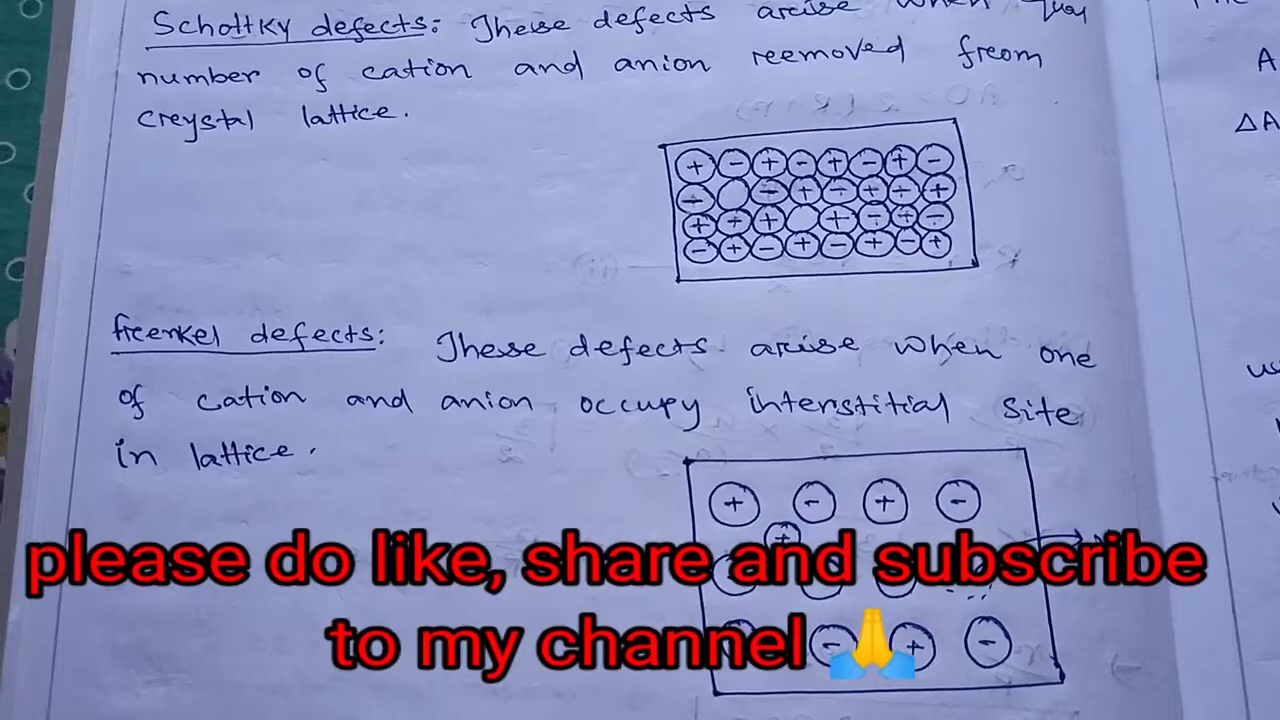 Schottky defects: These defects arise when
number of cation and anion reemoved freom
creystal lattice.
+ - + - + - + -
- - + - + - +
+ + + + - + -
- + - + - + - +
freenkel defects: These defects arise when one
of cation and anion occupy interstitial site
in lattice.
+ - + -
+
please do like, share and subscribe
to my channel 🙏
- + -
A
ΔA